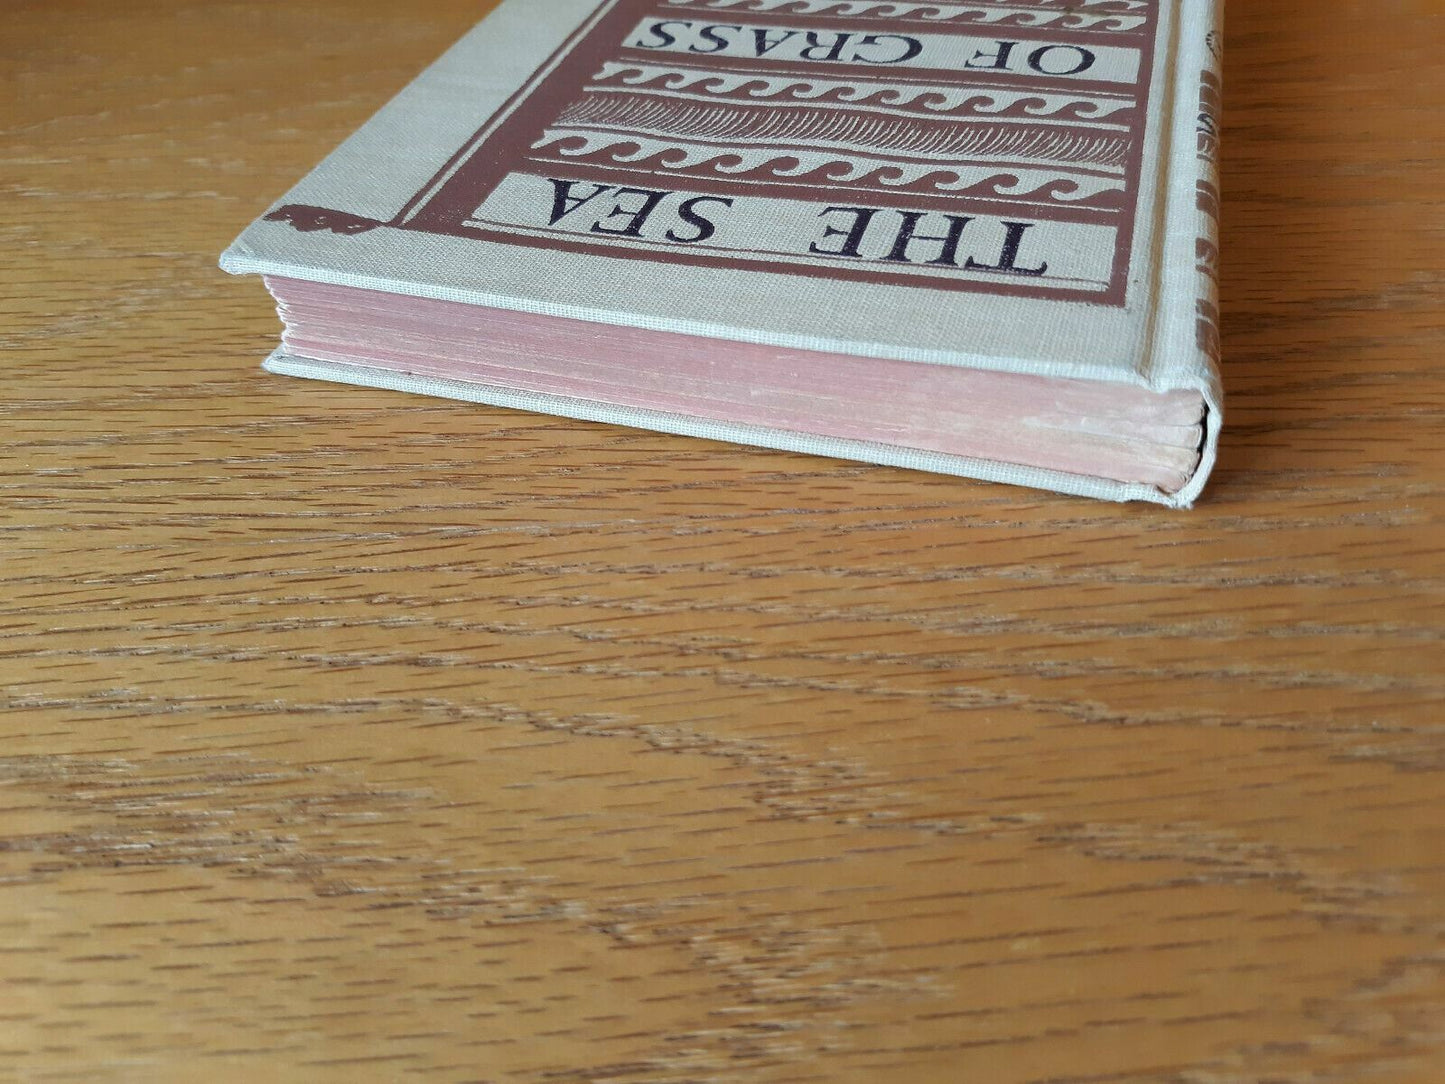 THE SEA
OF GRASS